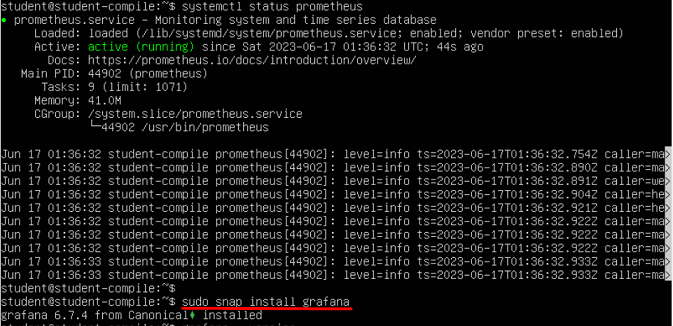 student@student-compile:~$ systemctl status prometheus
● prometheus.service - Monitoring system and time series database
Loaded: loaded (/lib/systemd/system/prometheus.service; enabled; vendor preset: enabled)
Active: active (running) since Sat 2023-06-17 01:36:32 UTC; 44s ago
Docs: https://prometheus.io/docs/introduction/overview/
Main PID: 44902 (prometheus)
Tasks: 9 (limit: 1071)
Memory: 41.0M
CGroup: /system.slice/prometheus.service
└─44902 /usr/bin/prometheus
Jun 17 01:36:32 student-compile prometheus[44902]: level=info ts=2023-06-17T01:36:32.754Z caller=ma>
Jun 17 01:36:32 student-compile prometheus[44902]: level=info ts=2023-06-17T01:36:32.890Z caller=ma>
Jun 17 01:36:32 student-compile prometheus[44902]: level=info ts=2023-06-17T01:36:32.891Z caller=we>
Jun 17 01:36:32 student-compile prometheus[44902]: level=info ts=2023-06-17T01:36:32.904Z caller=he>
Jun 17 01:36:32 student-compile prometheus[44902]: level=info ts=2023-06-17T01:36:32.921Z caller=he>
Jun 17 01:36:32 student-compile prometheus[44902]: level=info ts=2023-06-17T01:36:32.922Z caller=ma>
Jun 17 01:36:32 student-compile prometheus[44902]: level=info ts=2023-06-17T01:36:32.922Z caller=ma>
Jun 17 01:36:32 student-compile prometheus[44902]: level=info ts=2023-06-17T01:36:32.922Z caller=ma>
Jun 17 01:36:33 student-compile prometheus[44902]: level=info ts=2023-06-17T01:36:32.933Z caller=ma>
Jun 17 01:36:33 student-compile prometheus[44902]: level=info ts=2023-06-17T01:36:32.933Z caller=ma>
student@student-compile:~$
student@student-compile:~$ sudo snap install grafana
grafana 6.7.4 from Canonical♦ installed